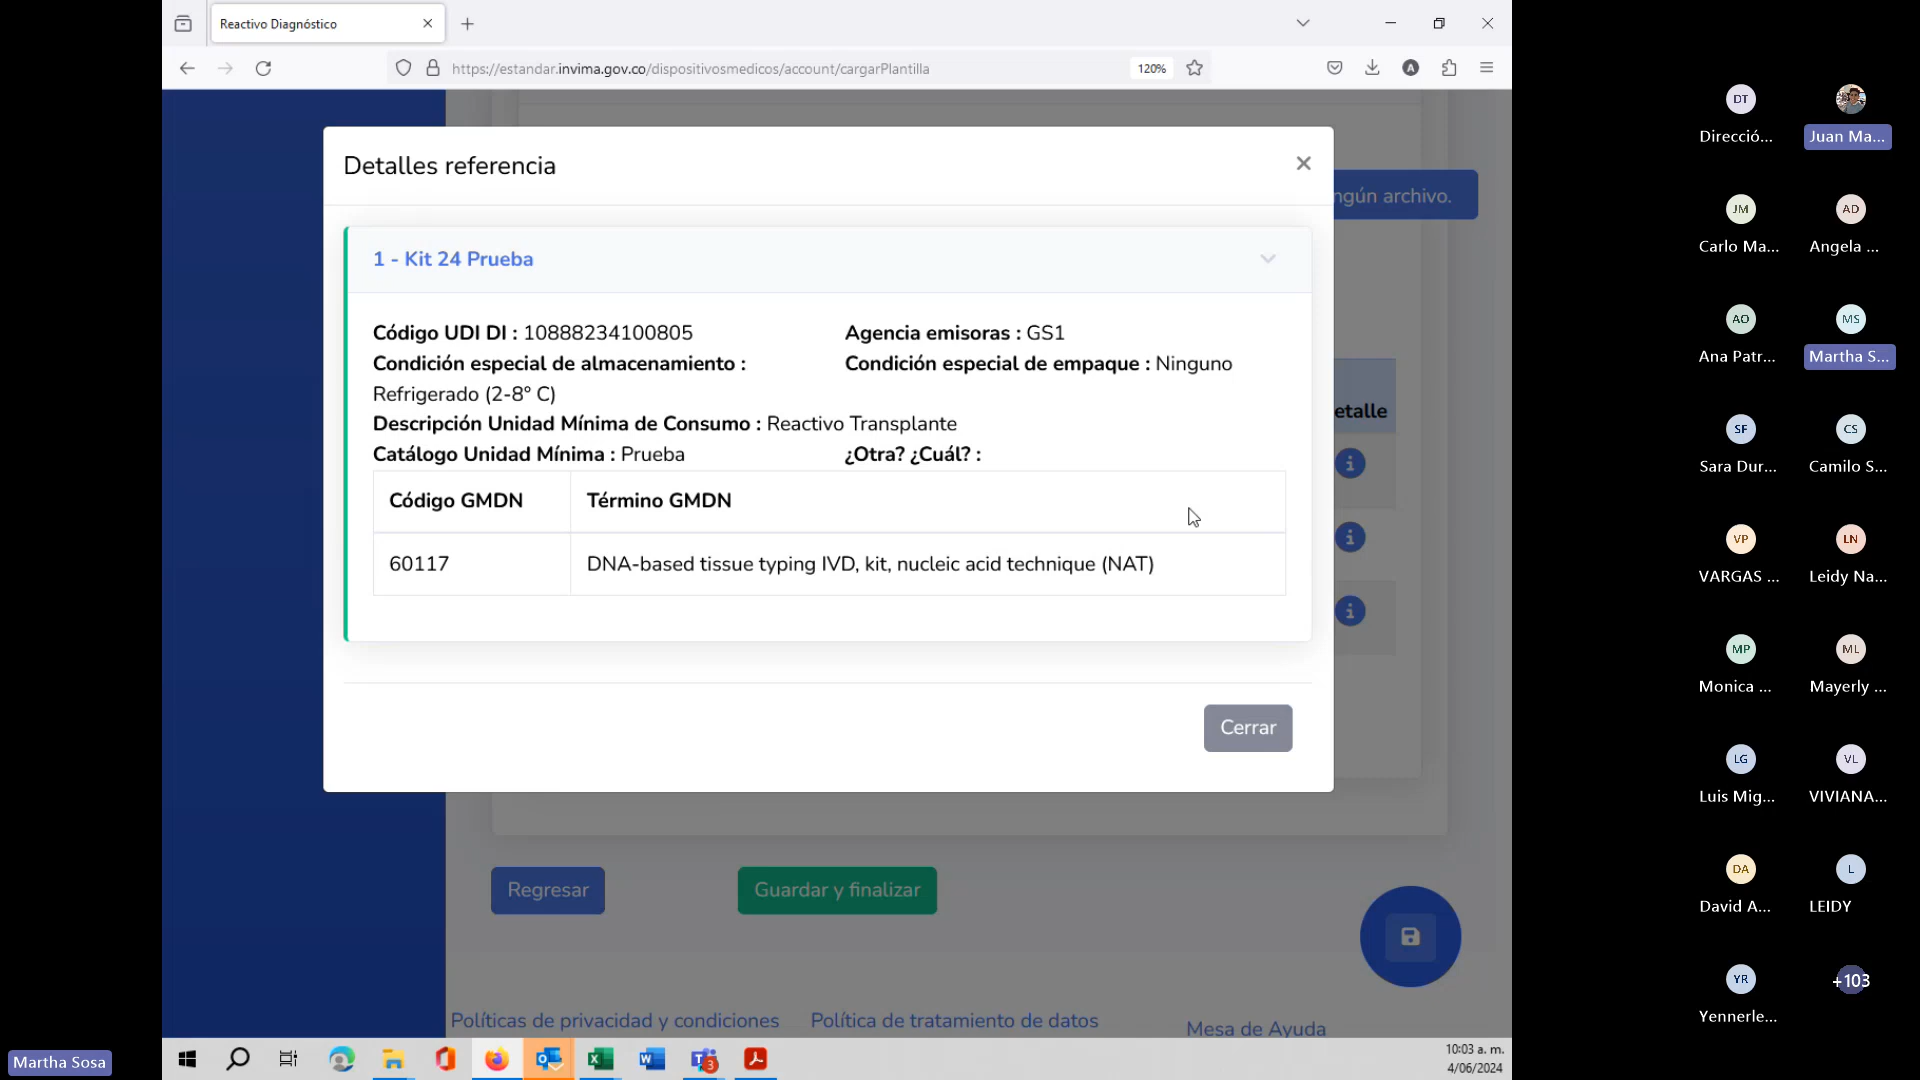 Reactivo Diagnóstico
https://estandar.invima.gov.co/dispositivosmedicos/account/cargarPlantilla
120%
A
Detalles referencia
ngún archivo.
1 - Kit 24 Prueba
Código UDI DI : 10888234100805
Agencia emisoras : GS1
Condición especial de almacenamiento :
Refrigerado (2-8° C)
Condición especial de empaque : Ninguno
Descripción Unidad Mínima de Consumo : Reactivo Transplante
Catálogo Unidad Mínima : Prueba
¿Otra? ¿Cuál? :
Código GMDN
Término GMDN
60117
DNA-based tissue typing IVD, kit, nucleic acid technique (NAT)
etalle
Cerrar
Regresar
Guardar y finalizar
Políticas de privacidad y condiciones
Política de tratamiento de datos
Mesa de Ayuda
3
10:03 a. m.
4/06/2024
Martha Sosa
DT
Direcció...
Juan Ma...
JM
Carlo Ma...
AD
Angela ...
AO
Ana Patr...
MS
Martha S...
SF
Sara Dur...
CS
Camilo S...
VP
VARGAS ...
LN
Leidy Na...
MP
Monica ...
ML
Mayerly ...
LG
Luis Mig...
VL
VIVIANA...
DA
David A...
L
LEIDY
YR
Yennerle...
+103